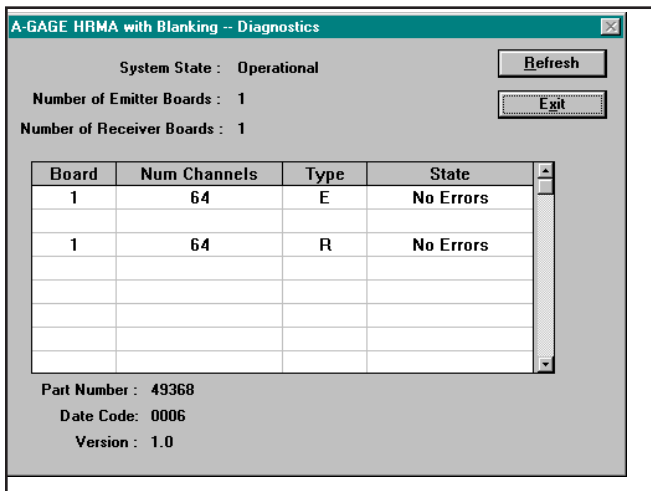 A-GAGE HRMA with Blanking -- Diagnostics
System State : Operational
Refresh
Number of Emitter Boards : 1
Exit
Number of Receiver Boards : 1
Board Num Channels Type State
1 64 E No Errors
1 64 R No Errors
Part Number : 49368
Date Code: 0006
Version : 1.0